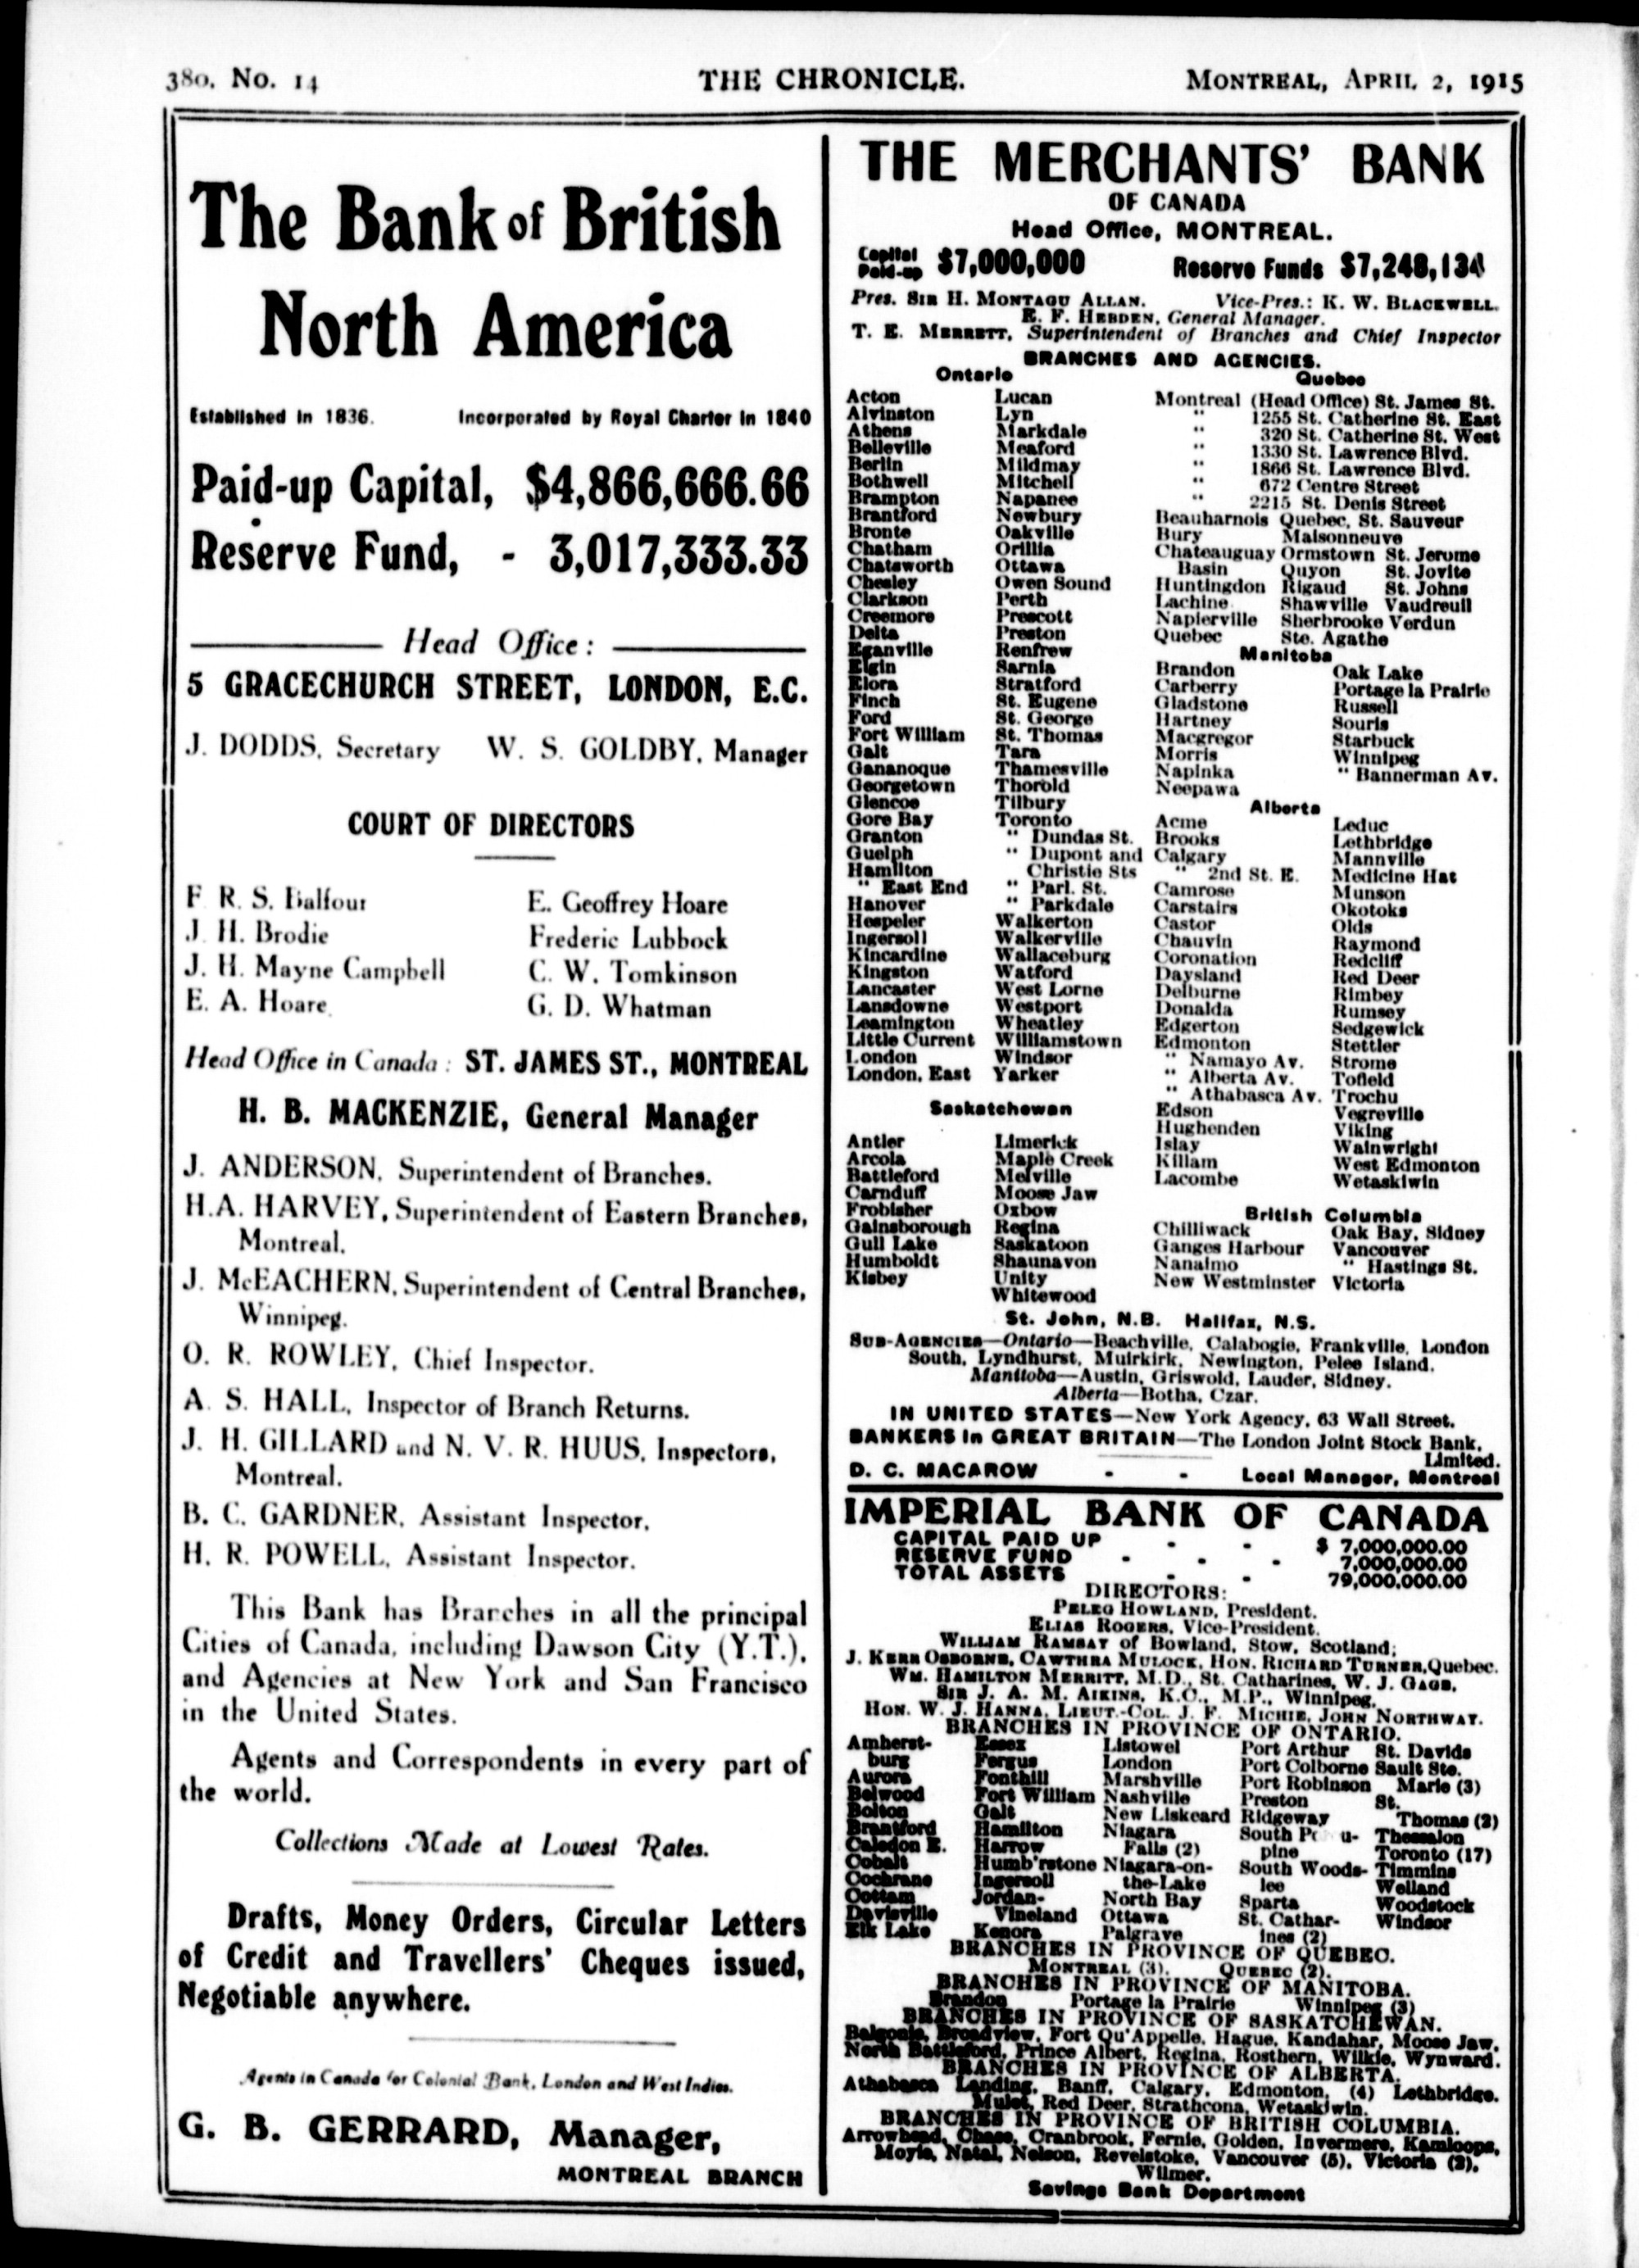 380. No. 14 THE CHRONICLE. MONTREAL, APRIL 2, 1915
The Bank of British
North America
Established in 1836. Incorporated by Royal Charter in 1840
Paid-up Capital, $4,866,666.66
Reserve Fund, - 3,017,333.33
Head Office:
5 GRACECHURCH STREET, LONDON, E.C.
J. DODDS, Secretary W. S. GOLDBY, Manager
COURT OF DIRECTORS
F. R. S. Balfour E. Geoffrey Hoare
J. H. Brodie Frederic Lubbock
J. H. Mayne Campbell C. W. Tomkinson
E. A. Hoare G. D. Whatman
Head Office in Canada: ST. JAMES ST., MONTREAL
H. B. MACKENZIE, General Manager
J. ANDERSON, Superintendent of Branches.
H.A. HARVEY, Superintendent of Eastern Branches,
Montreal.
J. McEACHERN, Superintendent of Central Branches,
Winnipeg.
O. R. ROWLEY, Chief Inspector.
A. S. HALL, Inspector of Branch Returns.
J. H. GILLARD and N. V. R. HUUS, Inspectors,
Montreal.
B. C. GARDNER, Assistant Inspector,
H. R. POWELL, Assistant Inspector.
This Bank has Branches in all the principal
Cities of Canada, including Dawson City (Y.T.),
and Agencies at New York and San Francisco
in the United States.
Agents and Correspondents in every part of
the world.
Collections Made at Lowest Rates.
Drafts, Money Orders, Circular Letters
of Credit and Travellers' Cheques issued,
Negotiable anywhere.
Agents in Canada for Colonial Bank, London and West Indies.
G. B. GERRARD, Manager,
MONTREAL BRANCH
THE MERCHANTS' BANK
OF CANADA
Head Office, MONTREAL.
Capital Paid-up $7,000,000 Reserve Funds $7,248,134
Pres. SIR H. MONTAGU ALLAN. Vice-Pres.: K. W. BLACKWELL.
E. F. HEBDEN, General Manager.
T. E. MERRETT, Superintendent of Branches and Chief Inspector
BRANCHES AND AGENCIES.
Ontario
Acton Lucan
Alvinston Lyn
Athens Markdale
Belleville Meaford
Berlin Mildmay
Bothwell Mitchell
Brampton Napanee
Brantford Newbury
Bronte Oakville
Chatham Orillia
Chatsworth Ottawa
Chesley Owen Sound
Clarkson Perth
Creemore Prescott
Delta Preston
Eganville Renfrew
Elgin Sarnia
Elora Stratford
Finch St. Eugene
Ford St. George
Fort William St. Thomas
Galt Tara
Gananoque Thamesville
Georgetown Thorold
Glencoe Tilbury
Gore Bay Toronto
Granton " Dundas St.
Guelph " Dupont and
Hamilton Christie Sts
" East End " Parl. St.
Hanover " Parkdale
Hespeler Walkerton
Ingersoll Walkerville
Kincardine Wallaceburg
Kingston Watford
Lancaster West Lorne
Lansdowne Westport
Leamington Wheatley
Little Current Williamstown
London Windsor
London, East Yarker
Saskatchewan
Antler Limerick
Arcola Maple Creek
Battleford Melville
Carnduff Moose Jaw
Frobisher Oxbow
Gainsborough Regina
Gull Lake Saskatoon
Humboldt Shaunavon
Kisbey Unity
Whitewood
Quebec
Montreal (Head Office) St. James St.
" 1255 St. Catherine St. East
" 320 St. Catherine St. West
" 1330 St. Lawrence Blvd.
" 1866 St. Lawrence Blvd.
" 672 Centre Street
" 2215 St. Denis Street
Beauharnois Quebec, St. Sauveur
Bury Maisonneuve
Chateauguay Ormstown St. Jerome
Basin Quyon St. Jovite
Huntingdon Rigaud St. Johns
Lachine Shawville Vaudreuil
Napierville Sherbrooke Verdun
Quebec Ste. Agathe
Manitoba
Brandon Oak Lake
Carberry Portage la Prairie
Gladstone Russell
Hartney Souris
Macgregor Starbuck
Morris Winnipeg
Napinka " Bannerman Av.
Neepawa
Alberta
Acme Leduc
Brooks Lethbridge
Calgary Mannville
" 2nd St. E. Medicine Hat
Camrose Munson
Carstairs Okotoks
Castor Olds
Chauvin Raymond
Coronation Redcliff
Daysland Red Deer
Delburne Rimbey
Donalda Rumsey
Edgerton Sedgewick
Edmonton Stettler
" Namayo Av. Strome
" Alberta Av. Tofield
" Athabasca Av. Trochu
Edson Vegreville
Hughenden Viking
Islay Wainwright
Killam West Edmonton
Lacombe Wetaskiwin
British Columbia
Chilliwack Oak Bay, Sidney
Ganges Harbour Vancouver
Nanaimo " Hastings St.
New Westminster Victoria
St. John, N.B. Halifax, N.S.
SUB-AGENCIES—Ontario—Beachville, Calabogie, Frankville, London
South, Lyndhurst, Muirkirk, Newington, Pelee Island.
Manitoba—Austin, Griswold, Lauder, Sidney.
Alberta—Botha, Czar.
IN UNITED STATES—New York Agency, 63 Wall Street.
BANKERS in GREAT BRITAIN—The London Joint Stock Bank,
Limited.
D. C. MACAROW - - Local Manager, Montreal
IMPERIAL BANK OF CANADA
CAPITAL PAID UP - - $ 7,000,000.00
RESERVE FUND - - - 7,000,000.00
TOTAL ASSETS - - 79,000,000.00
DIRECTORS:
PELEG HOWLAND, President.
ELIAS ROGERS, Vice-President.
WILLIAM RAMSAY of Bowland, Stow, Scotland;
J. KERR OSBORNE, CAWTHRA MULOCK, HON. RICHARD TURNER, Quebec.
WM. HAMILTON MERRITT, M.D., St. Catharines, W. J. GAGE,
SIR J. A. M. AIKINS, K.C., M.P., Winnipeg,
HON. W. J. HANNA, LIEUT.-COL. J. F. MICHIE, JOHN NORTHWAY.
BRANCHES IN PROVINCE OF ONTARIO.
Amherst- Essex Listowel Port Arthur St. Davids
burg Fergus London Port Colborne Sault Ste.
Aurora Fonthill Marshville Port Robinson Marie (3)
Belwood Fort William Nashville Preston St.
Bolton Galt New Liskeard Ridgeway Thomas (2)
Brantford Hamilton Niagara South Po u- Thessalon
Caledon E. Harrow Falls (2) pine Toronto (17)
Cobalt Humb'rstone Niagara-on- South Woods- Timmins
Cochrane Ingersoll the-Lake lee Welland
Cottam Jordan- North Bay Sparta Woodstock
Davisville Vineland Ottawa St. Cathar- Windsor
Elk Lake Kenora Palgrave ines (2)
BRANCHES IN PROVINCE OF QUEBEC.
MONTREAL (3). QUEBEC (2).
BRANCHES IN PROVINCE OF MANITOBA.
Brandon Portage la Prairie Winnipeg (3)
BRANCHES IN PROVINCE OF SASKATCHEWAN.
Balgonie, Broadview, Fort Qu'Appelle, Hague, Kandahar, Moose Jaw,
North Battleford, Prince Albert, Regina, Rosthern, Wilkie, Wynward.
BRANCHES IN PROVINCE OF ALBERTA.
Athabasca Landing, Banff, Calgary, Edmonton, (4) Lethbridge.
Mulet, Red Deer, Strathcona, Wetaskiwin.
BRANCHES IN PROVINCE OF BRITISH COLUMBIA.
Arrowhead, Chase, Cranbrook, Fernie, Golden, Invermere, Kamloops,
Moyie, Natal, Nelson, Revelstoke, Vancouver (5), Victoria (2),
Wilmer.
Savings Bank Department